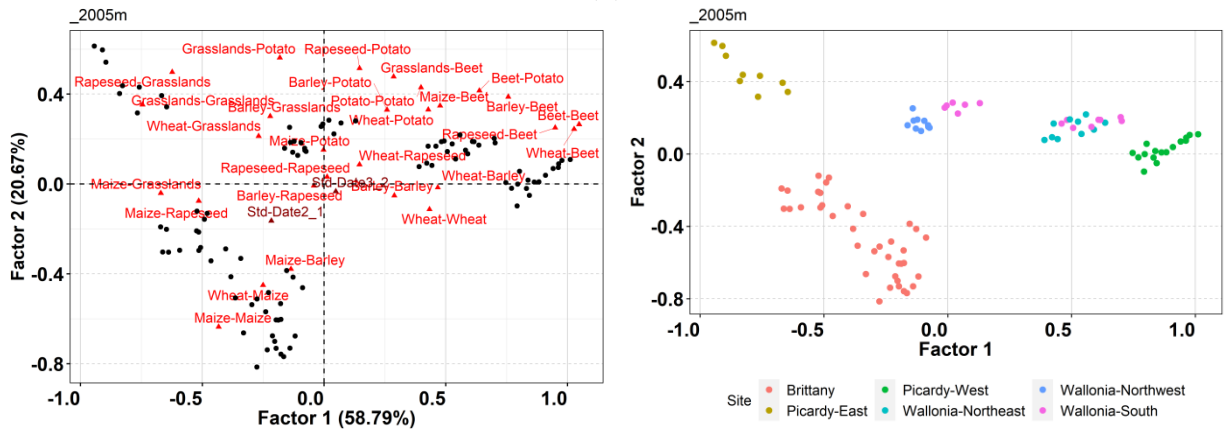 _2005m
Grasslands-Potato
Rapeseed-Potato
Rapeseed-Grasslands
Barley-Potato
Grasslands-Beet
Beet-Potato
Grasslands-Grasslands
Barley-Grasslands
Potato-Potato
Maize-Beet
Barley-Beet
Wheat-Grasslands
Wheat-Potato
Rapeseed-Beet
Beet-Beet
Maize-Potato
Wheat-Rapeseed
Wheat-Beet
Maize-Grasslands
Rapeseed-Rapeseed
Std-Date3_2
Barley-Barley
Wheat-Barley
Maize-Rapeseed
Barley-Rapeseed
Std-Date2_1
Wheat-Wheat
Maize-Barley
Wheat-Maize
Maize-Maize
Factor 2 (20.67%)
0.4
0.0
-0.4
-0.8
-1.0
-0.5
0.0
0.5
1.0
Factor 1 (58.79%)
_2005m
Factor 2
0.4
0.0
-0.4
-0.8
-1.0
-0.5
0.0
0.5
1.0
Factor 1
Site
Brittany
Picardy-West
Wallonia-Northwest
Picardy-East
Wallonia-Northeast
Wallonia-South